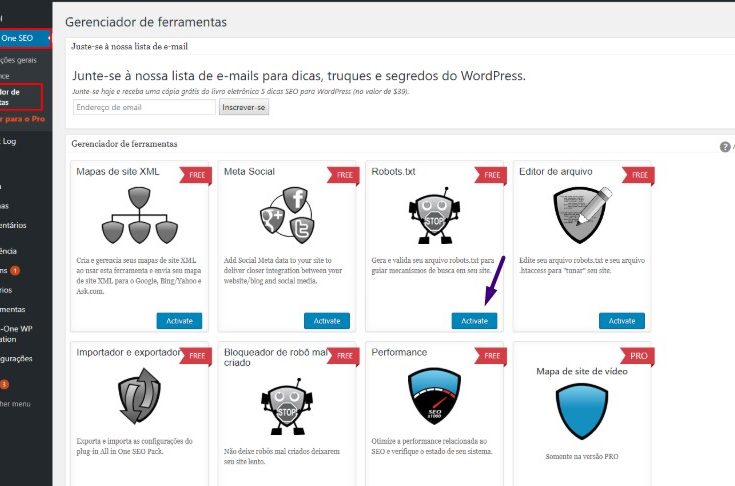 Gerenciador de ferramentas
One SEO
Juste-se à nossa lista de e-mail
ções gerais
nce
Junte-se à nossa lista de e-mails para dicas, truques e segredos do WordPress.
dor de
tas
Juste-se hoje e receba uma cópia grátis do livro eletrônico 5 dicas SEO para WordPress (no valor de $39).
Endereço de email
Inscrever-se
r para o Pro
t Log
Gerenciador de ferramentas
Mapas de site XML
FREE
Cria e gerencia seus mapas de site XML
ao usar esta ferramenta e envia seu mapa
de site XML para o Google, Bing/Yahoo e
Ask.com.
Activate
Meta Social
FREE
Add Social Meta data to your site to
deliver closer integration between your
website/blog and social media.
Activate
Robots.txt
FREE
STOP
Gera e valida seu arquivo robots.txt para
guiar mecanismos de busca em seu site.
Activate
Editor de arquivo
FREE
Edite seu arquivo robots.txt e seu arquivo
.htaccess para "tunar" seu site.
Activate
nas
entários
ência
ns 1
rios
mentas
-One WP
ation
figurações
3
her menu
Importador e exportador
FREE
Exporta e importa as configurações do
plug-in All in One SEO Pack.
Bloqueador de robô mal
criado
FREE
STOP
Não deixe robôs mal criados deixarem
seu site lento.
Performance
FREE
SEO
Otimize a performance relacionada ao
SEO e verifique o estado de seu sistema.
PRO
Mapa de site de vídeo
Somente na versão PRO